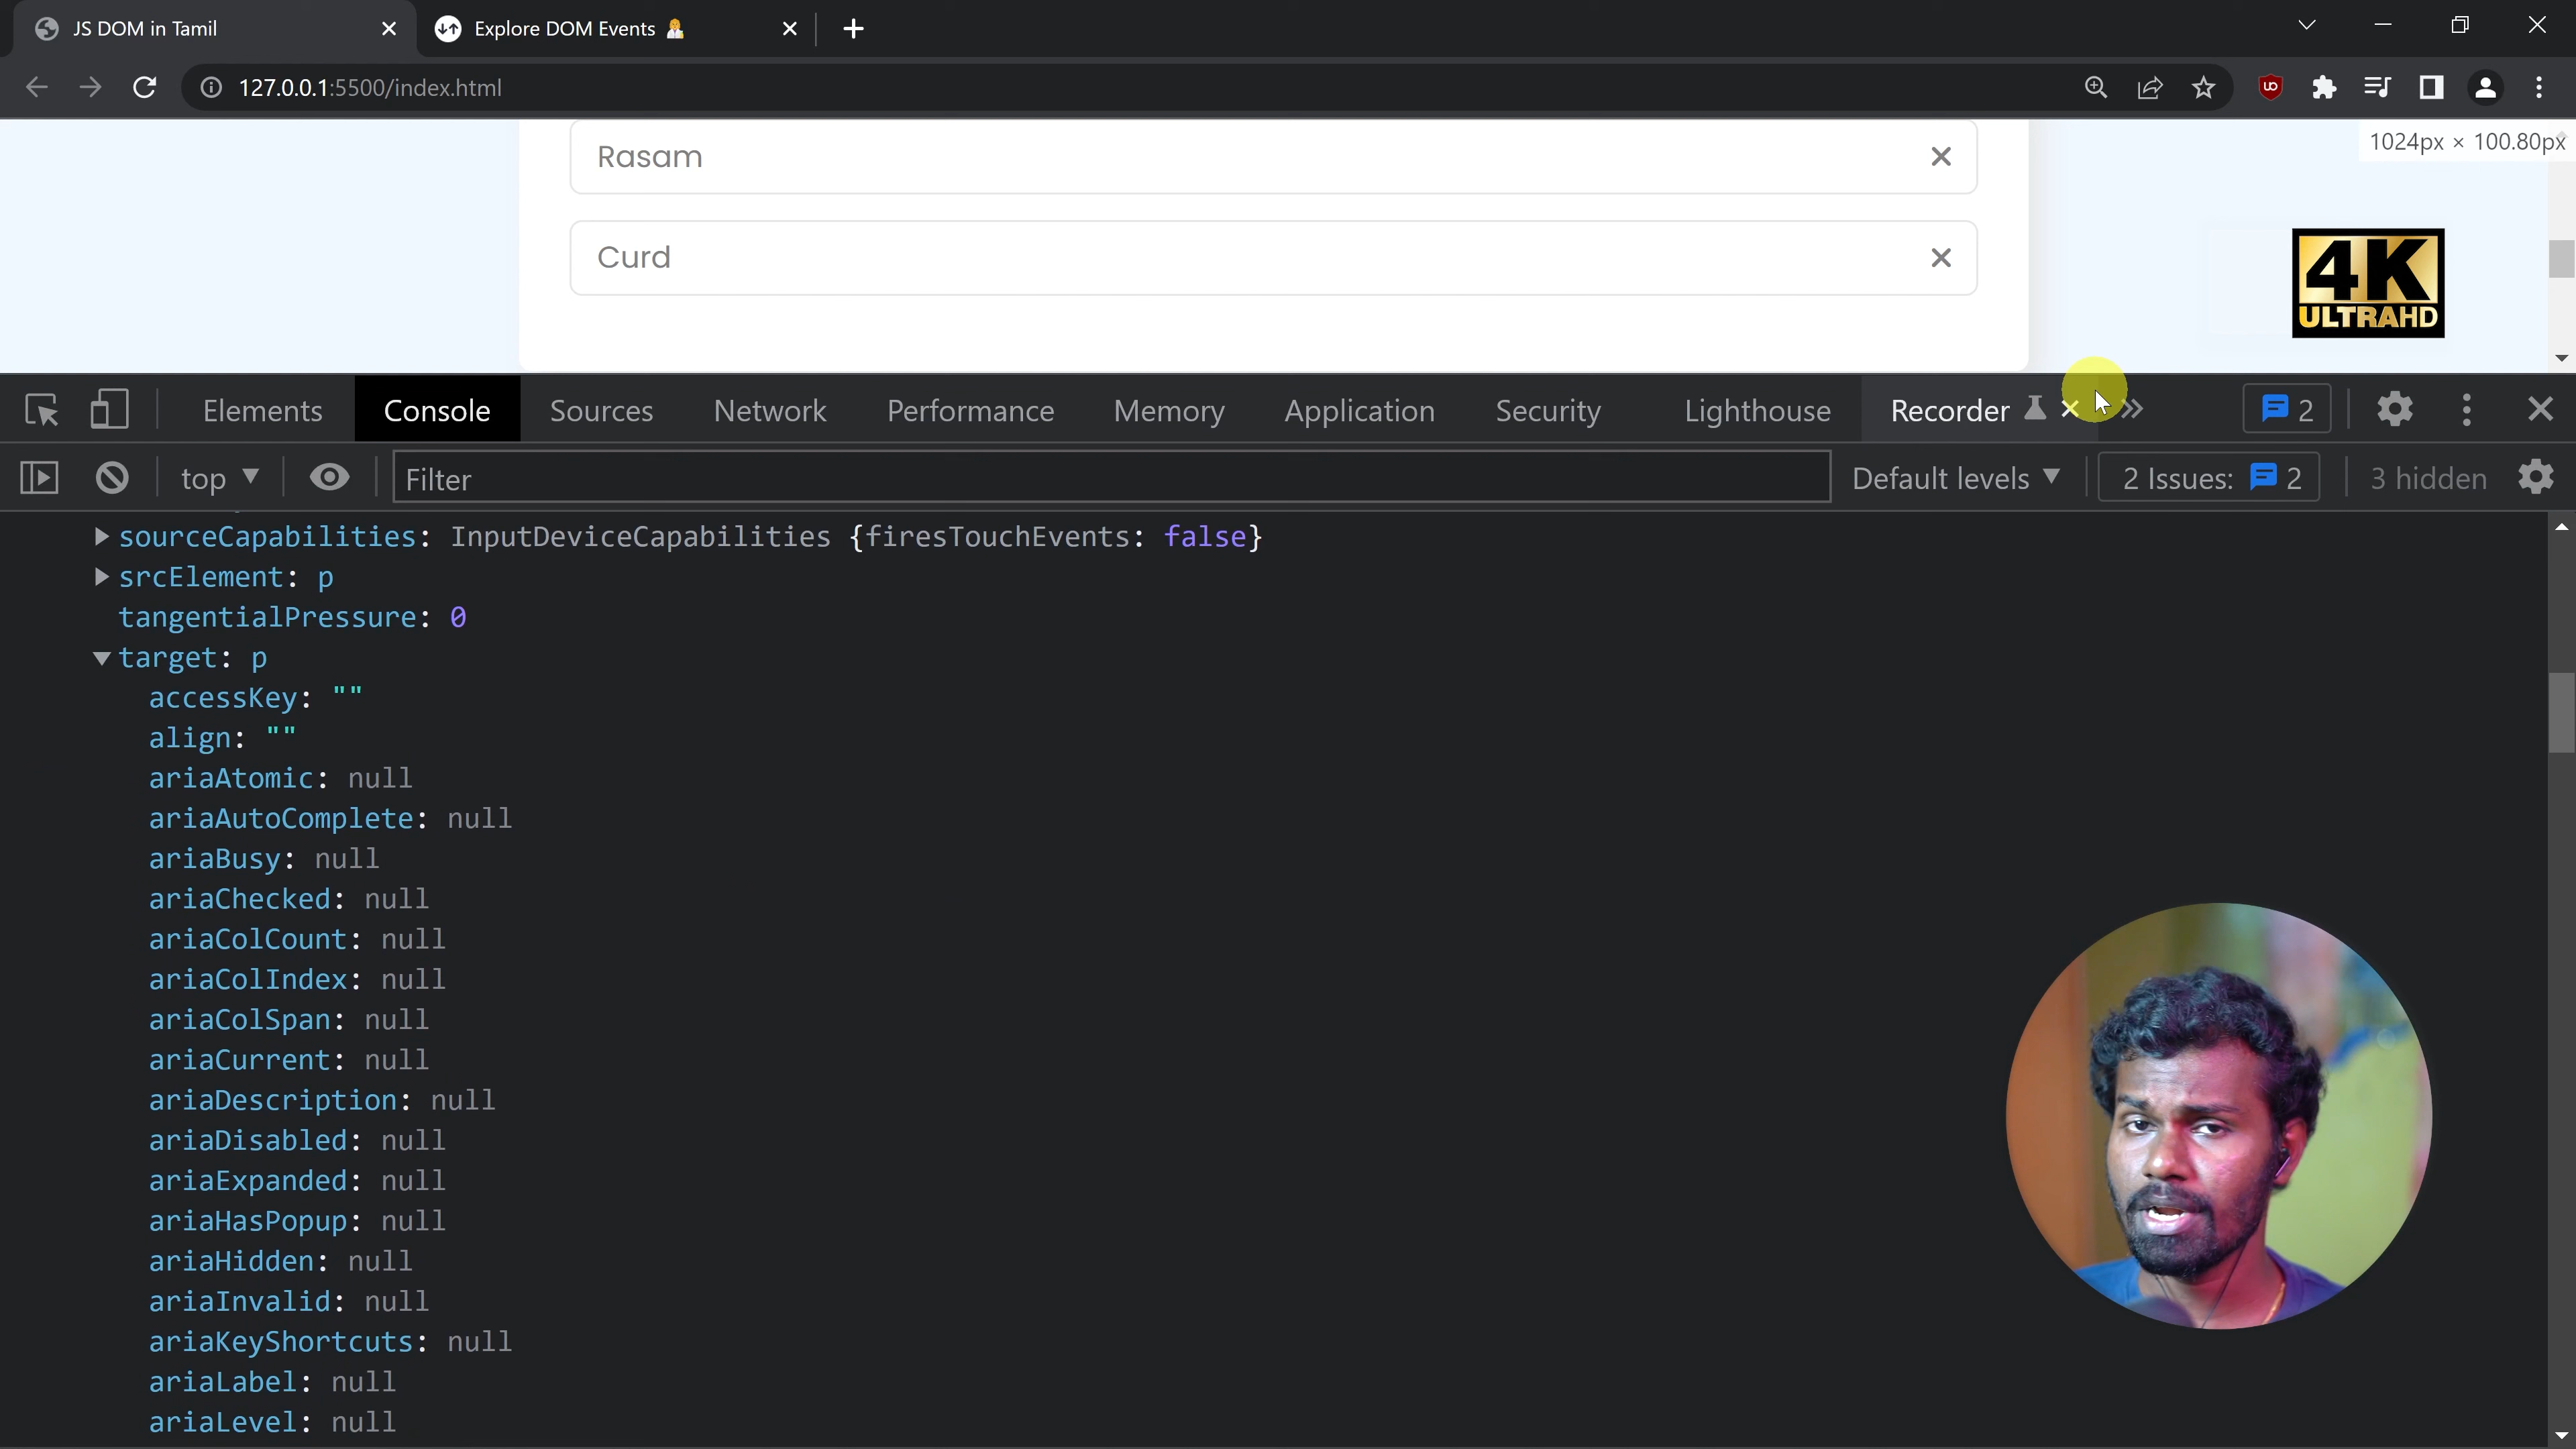 JS DOM in Tamil
Explore DOM Events
127.0.0.1:5500/index.html
1024px × 100.80px
Rasam
Curd
4K
ULTRAHD
Elements Console Sources Network Performance Memory Application Security Lighthouse Recorder 2
top Filter Default levels 2 Issues: 2 3 hidden
sourceCapabilities: InputDeviceCapabilities {firesTouchEvents: false}
srcElement: p
tangentialPressure: 0
target: p
accessKey: ""
align: ""
ariaAtomic: null
ariaAutoComplete: null
ariaBusy: null
ariaChecked: null
ariaColCount: null
ariaColIndex: null
ariaColSpan: null
ariaCurrent: null
ariaDescription: null
ariaDisabled: null
ariaExpanded: null
ariaHasPopup: null
ariaHidden: null
ariaInvalid: null
ariaKeyShortcuts: null
ariaLabel: null
ariaLevel: null